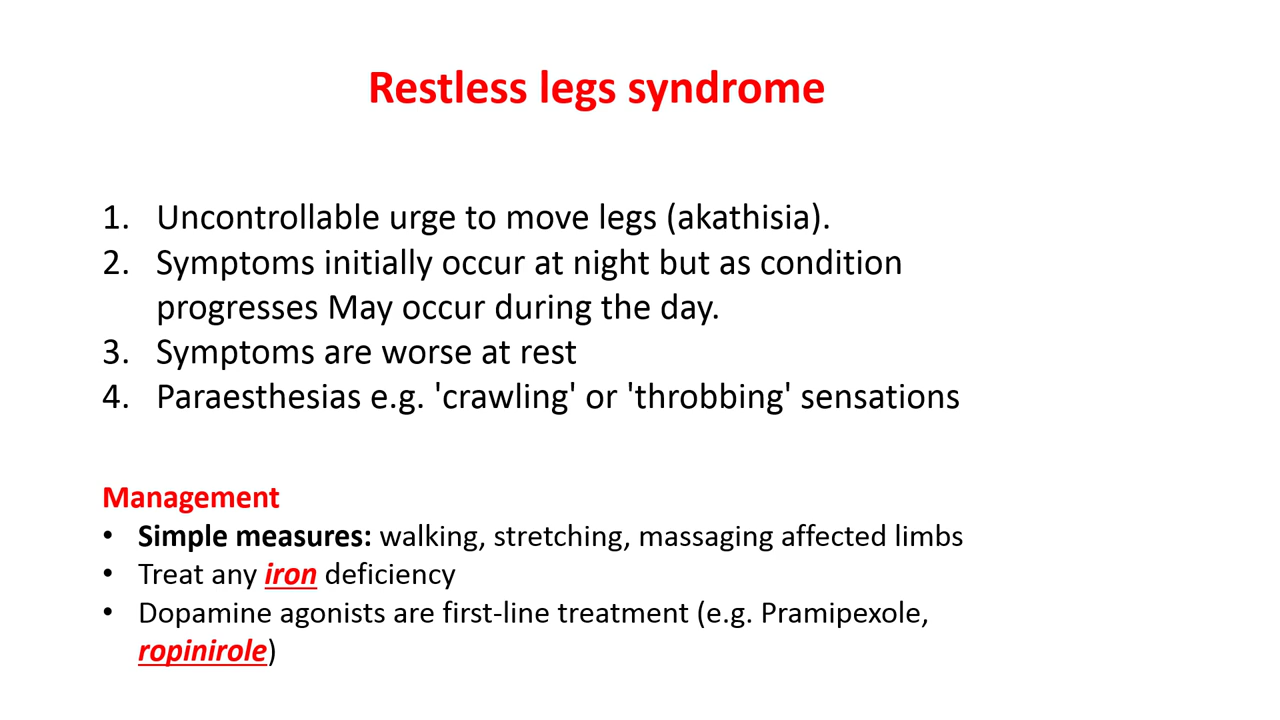 Restless legs syndrome
1. Uncontrollable urge to move legs (akathisia).
2. Symptoms initially occur at night but as condition
progresses May occur during the day.
3. Symptoms are worse at rest
4. Paraesthesias e.g. 'crawling' or 'throbbing' sensations
Management
• Simple measures: walking, stretching, massaging affected limbs
• Treat any iron deficiency
• Dopamine agonists are first-line treatment (e.g. Pramipexole,
ropinirole)